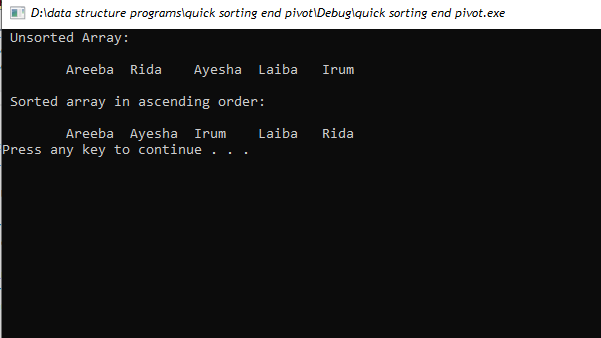 D:\data structure programs\quick sorting end pivot\Debug\quick sorting end pivot.exe
Unsorted Array:
Areeba Rida Ayesha Laiba Irum
Sorted array in ascending order:
Areeba Ayesha Irum Laiba Rida
Press any key to continue . . .